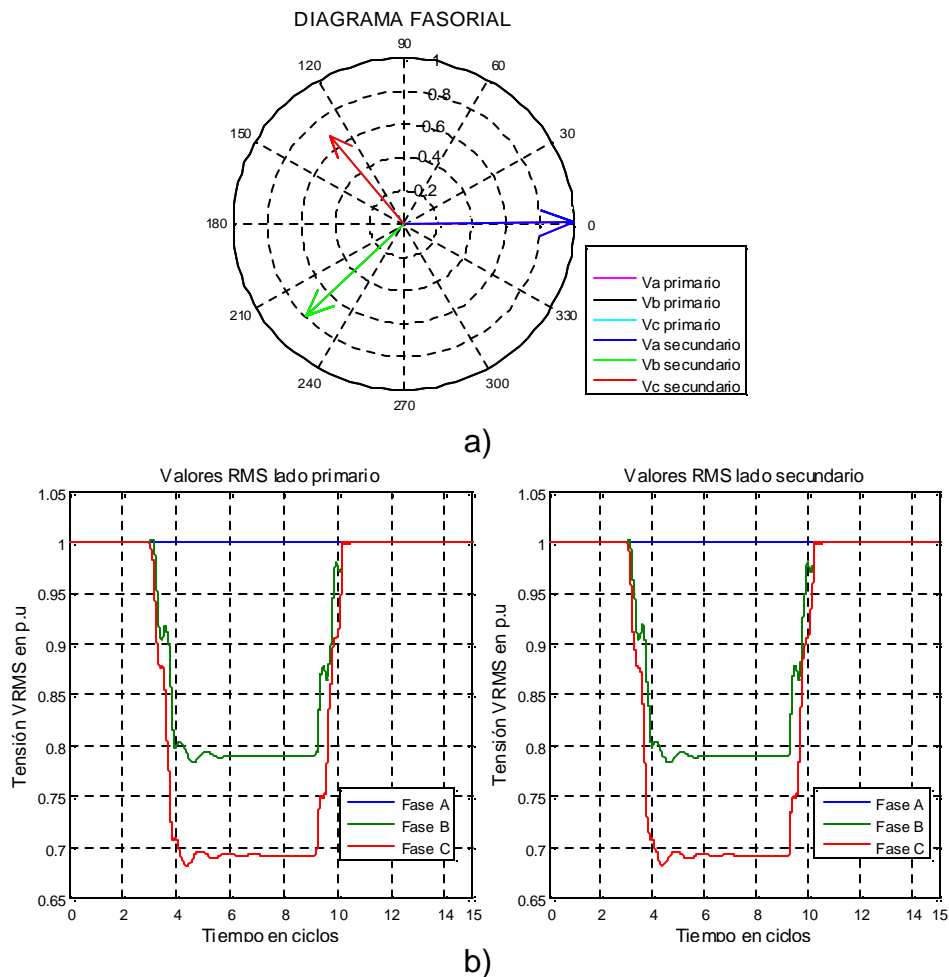 DIAGRAMA FASORIAL
90
120
60
1
0.8
150
0.6
30
0.4
0.2
180
0
210
330
240
300
270
Va primario
Vb primario
Vc primario
Va secundario
Vb secundario
Vc secundario
a)
Valores RMS lado primario
1.05
1
0.95
0.9
0.85
0.8
0.75
0.7
0.65
Tensión VRMS en p.u
0 2 4 6 8 10 12 14 15
Tiempo en ciclos
Fase A
Fase B
Fase C
Valores RMS lado secundario
1.05
1
0.95
0.9
0.85
0.8
0.75
0.7
0.65
Tensión VRMS en p.u
0 2 4 6 8 10 12 14 15
Tiempo en ciclos
Fase A
Fase B
Fase C
b)